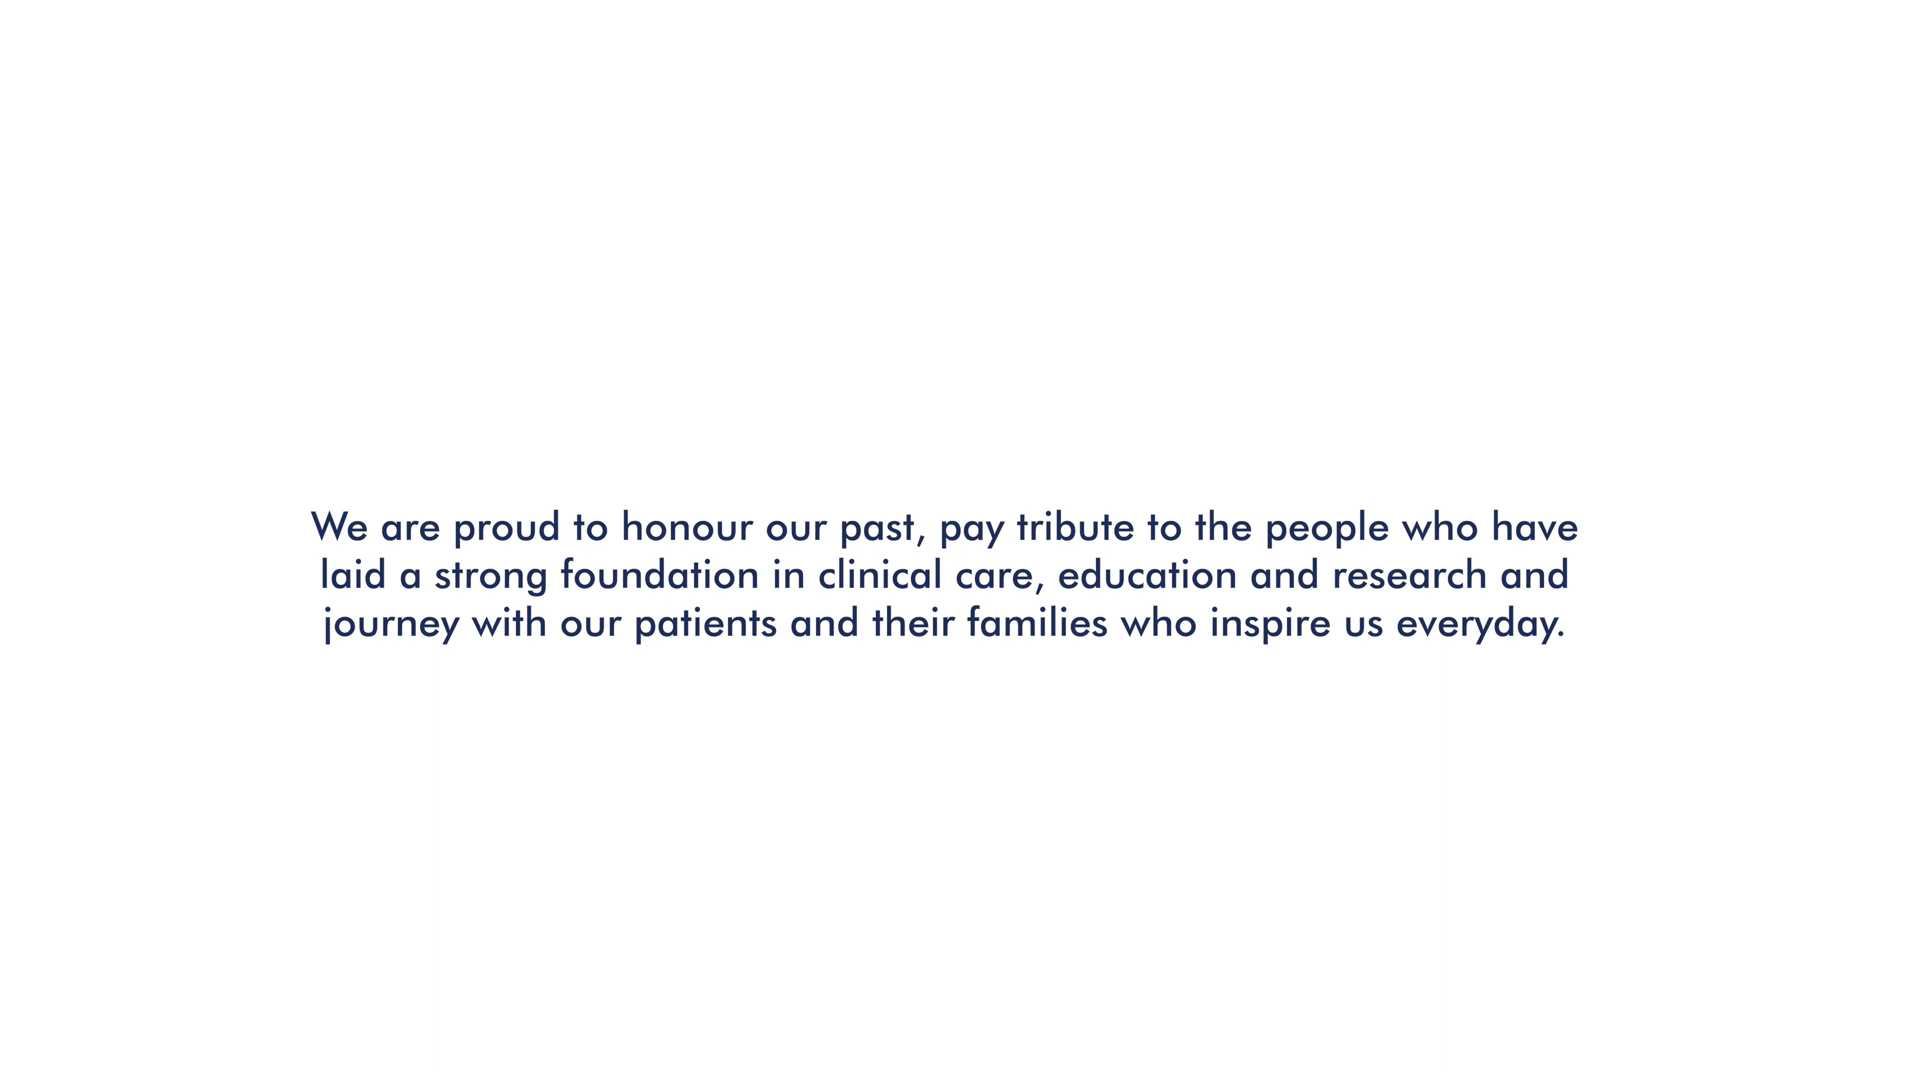 We are proud to honour our past, pay tribute to the people who have
laid a strong foundation in clinical care, education and research and
journey with our patients and their families who inspire us everyday.